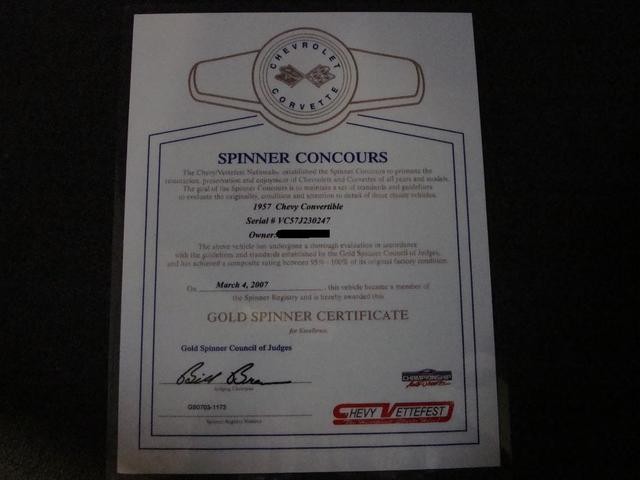 CHEVROLET
CORVETTE
SPINNER CONCOURS
The Chevy/Vettefest Nationals, established the Spinner Concours to promote the
restoration, preservation and enjoyment of Chevrolets and Corvettes of all years and models.
The goal of the Spinner Concours is to maintain a set of standards and guidelines
to evaluate the originality, condition and attention to detail of these classic vehicles.
1957 Chevy Convertible
Serial # VC57J230247
Owner:
The above vehicle has undergone a thorough evaluation in accordance
with the guidelines and standards established by the Gold Spinner Council of Judges,
and has achieved a composite rating between 95% - 100% of its original factory condition.
On March 4, 2007, this vehicle became a member of
the Spinner Registry and is hereby awarded this
GOLD SPINNER CERTIFICATE
for Excellence.
Gold Spinner Council of Judges
Bill
Judging Chairman
GS0703-1173
Spinner Registry Number
CHAMPIONSHIP
CHEVY VETTEFEST